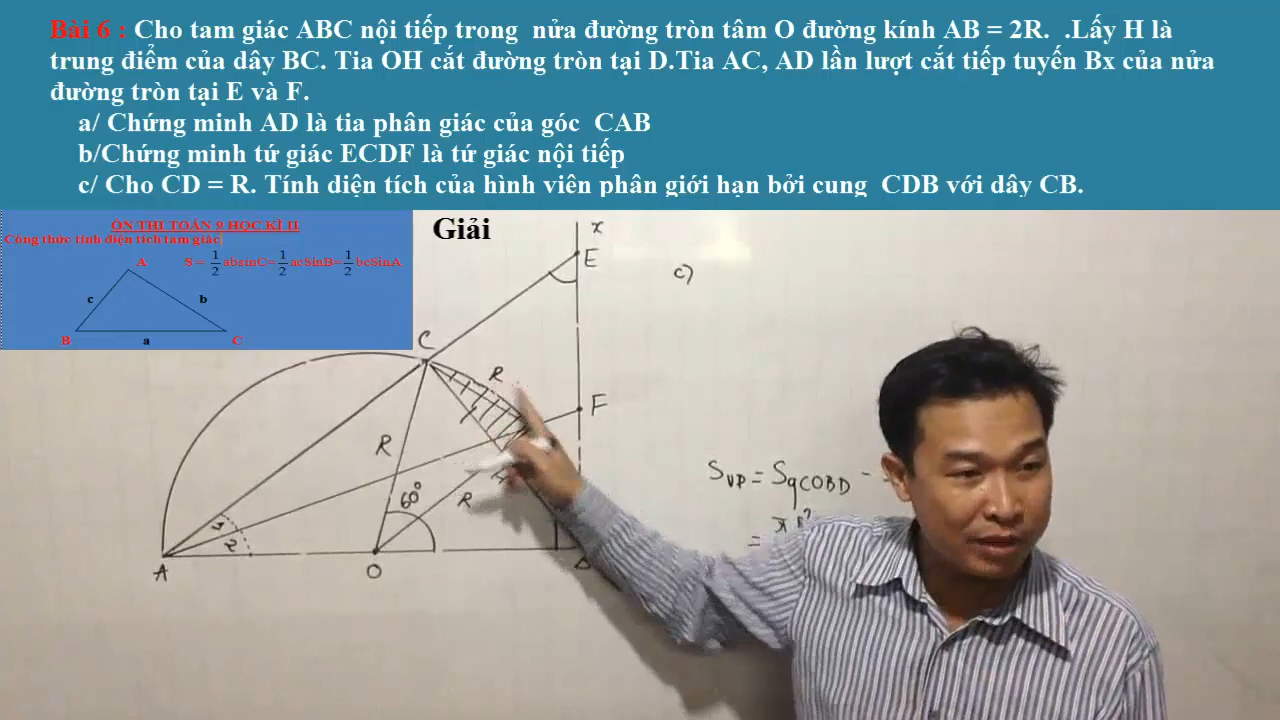 Bài 6 : Cho tam giác ABC nội tiếp trong nửa đường tròn tâm O đường kính AB = 2R. .Lấy H là
trung điểm của dây BC. Tia OH cắt đường tròn tại D.Tia AC, AD lần lượt cắt tiếp tuyến Bx của nửa
đường tròn tại E và F.
a/ Chứng minh AD là tia phân giác của góc CAB
b/Chứng minh tứ giác ECDF là tứ giác nội tiếp
c/ Cho CD = R. Tính diện tích của hình viên phân giới hạn bởi cung CDB với dây CB.
ÔN THI TOÁN 9 HỌC KÌ II
Công thức tính diện tích tam giác
A
S = 1/2 absinC= 1/2 acSinB= 1/2 bcSinA
c
b
B
a
C
Giải
x
E
c)
C
R
F
R
60°
R
H
1
2
A
O
SVP = SqCOBD -
= πR²